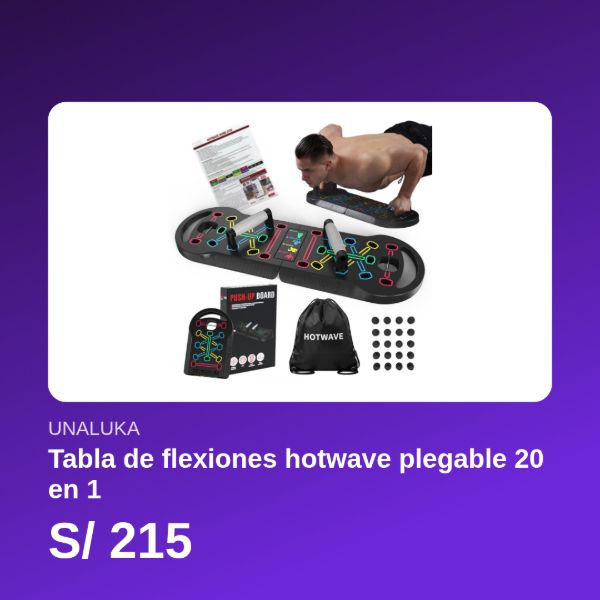 PUSH-UP BOARD
HOTWAVE
UNALUKA
Tabla de flexiones hotwave plegable 20
en 1
S/ 215